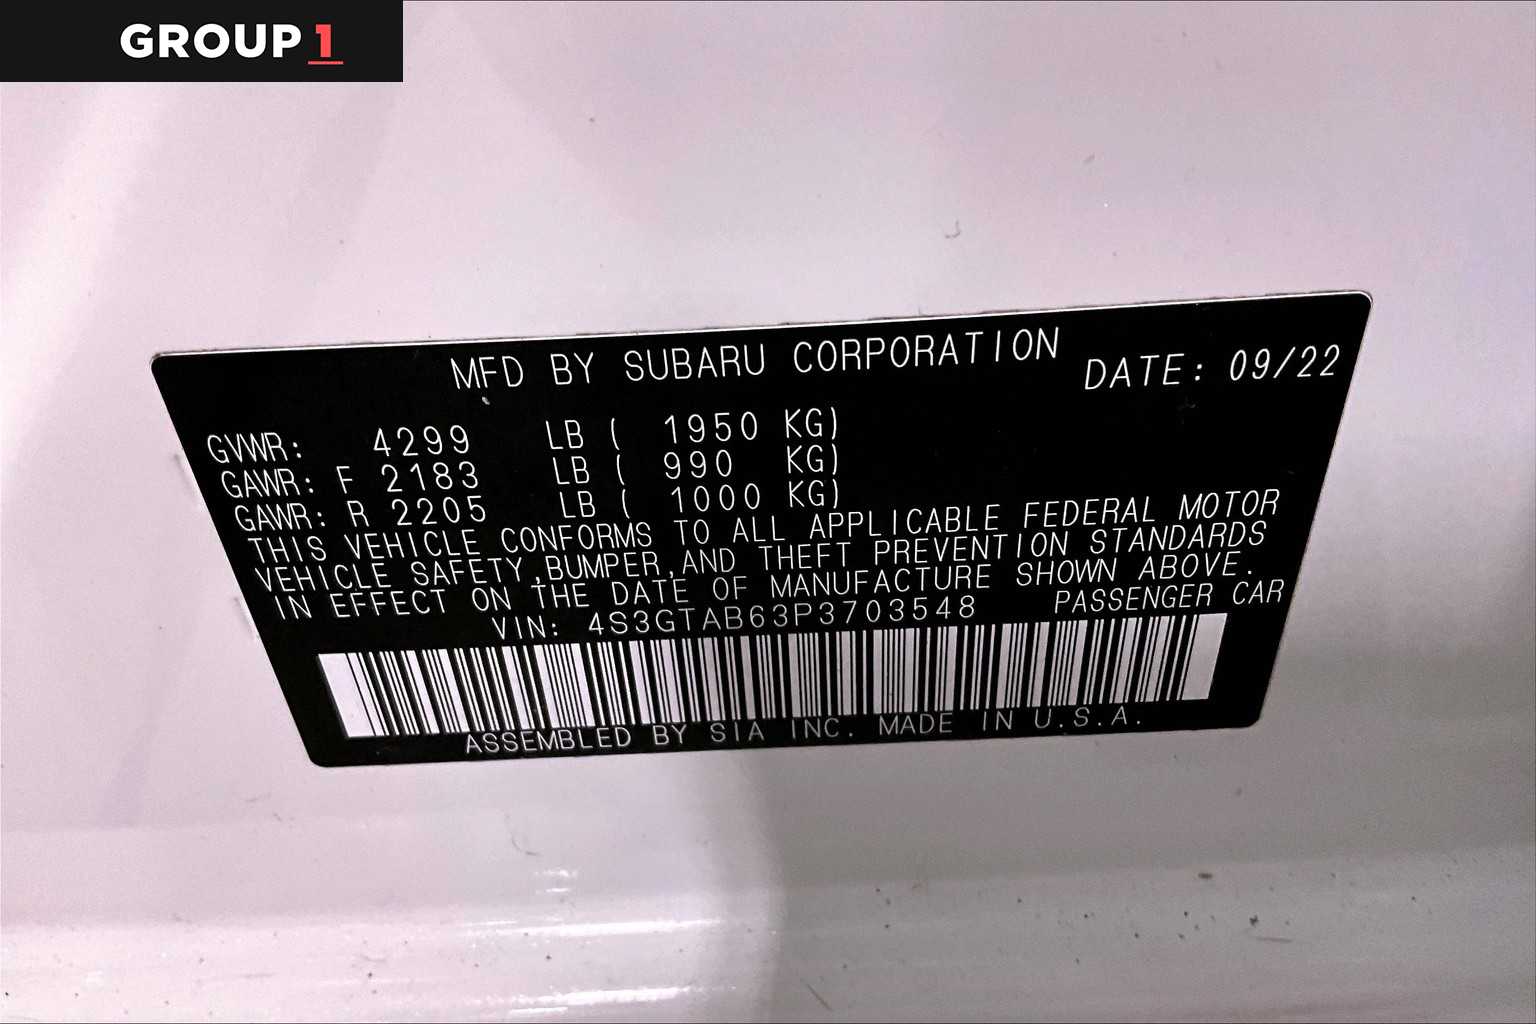 GROUP 1
MFD BY SUBARU CORPORATION DATE: 09/22
GVWR: 4299 LB ( 1950 KG)
GAWR: F 2183 LB ( 990 KG)
GAWR: R 2205 LB ( 1000 KG)
THIS VEHICLE CONFORMS TO ALL APPLICABLE FEDERAL MOTOR
VEHICLE SAFETY,BUMPER,AND THEFT PREVENTION STANDARDS
IN EFFECT ON THE DATE OF MANUFACTURE SHOWN ABOVE.
VIN: 4S3GTAB63P3703548 PASSENGER CAR
ASSEMBLED BY SIA INC. MADE IN U.S.A.